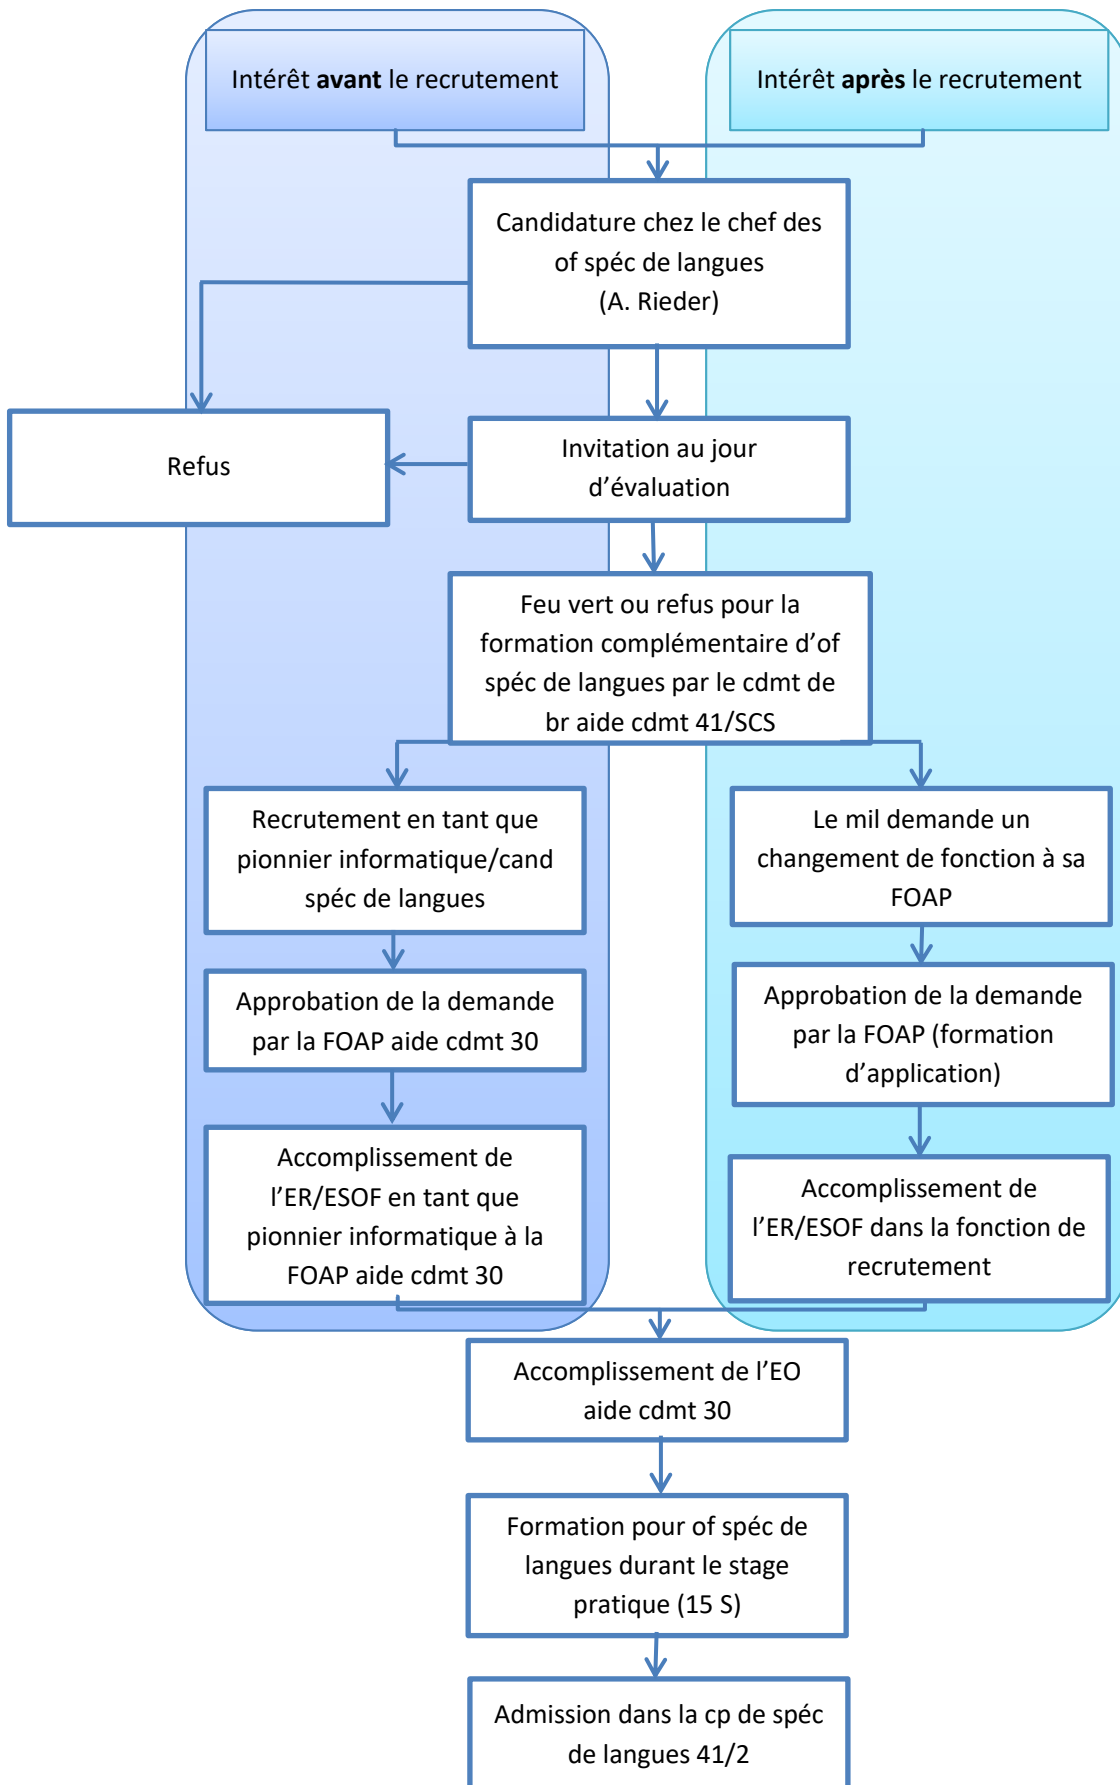 Intérêt avant le recrutement
Intérêt après le recrutement
Candidature chez le chef des
of spéc de langues
(A. Rieder)
Refus
Invitation au jour
d’évaluation
Feu vert ou refus pour la
formation complémentaire d’of
spéc de langues par le cdmt de
br aide cdmt 41/SCS
Recrutement en tant que
pionnier informatique/cand
spéc de langues
Le mil demande un
changement de fonction à sa
FOAP
Approbation de la demande
par la FOAP aide cdmt 30
Approbation de la demande
par la FOAP (formation
d’application)
Accomplissement de
l’ER/ESOF en tant que
pionnier informatique à la
FOAP aide cdmt 30
Accomplissement de
l’ER/ESOF dans la fonction de
recrutement
Accomplissement de l’EO
aide cdmt 30
Formation pour of spéc de
langues durant le stage
pratique (15 S)
Admission dans la cp de spéc
de langues 41/2